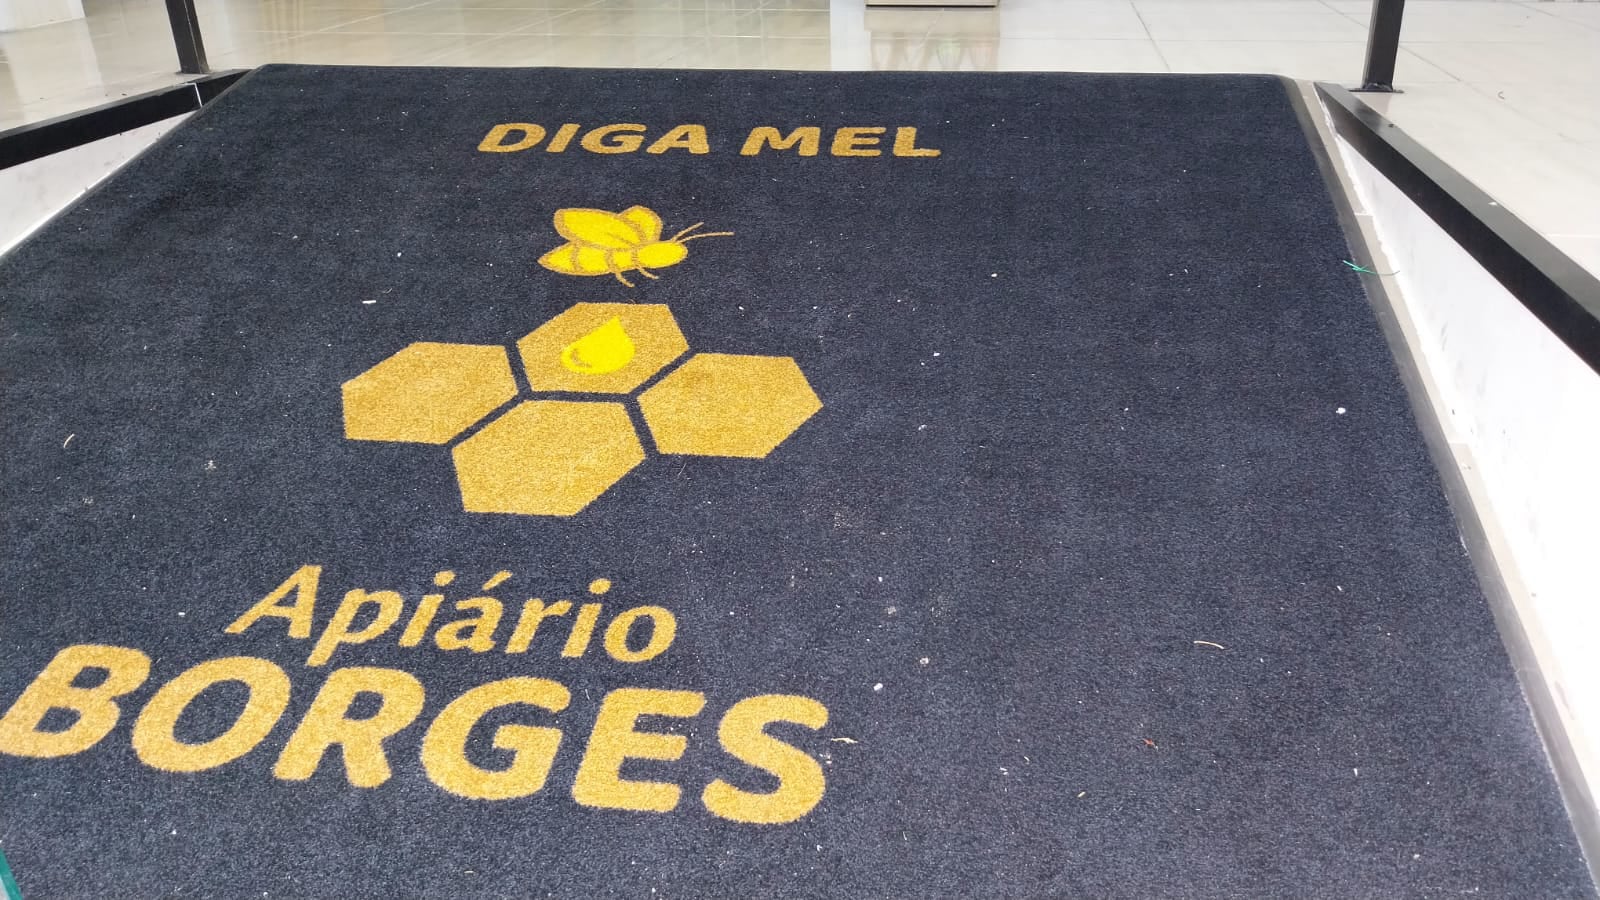 DIGA MEL
Apiário
BORGES